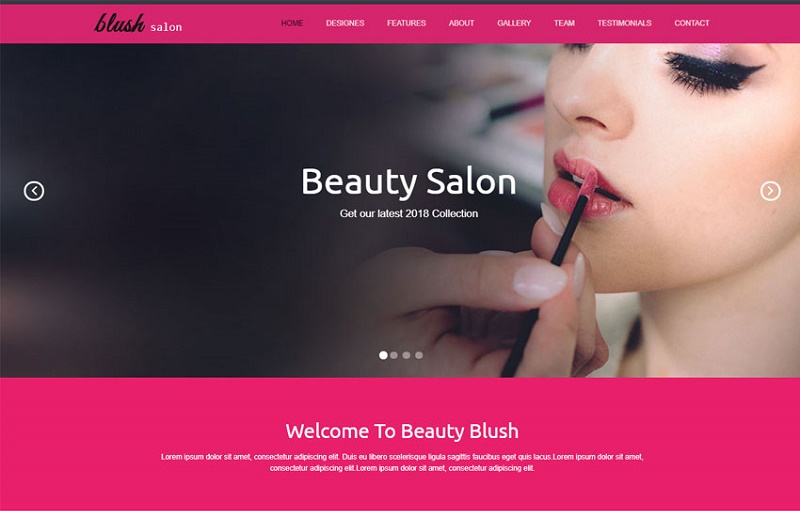 blush salon
HOME DESIGNES FEATURES ABOUT GALLERY TEAM TESTIMONIALS CONTACT
Beauty Salon
Get our latest 2018 Collection
Welcome To Beauty Blush
Lorem ipsum dolor sit amet, consectetur adipiscing elit. Duis eu libero scelerisque ligula sagittis faucibus eget quis lacus.Lorem ipsum dolor sit amet,
consectetur adipiscing elit.Lorem ipsum dolor sit amet, consectetur adipiscing elit.